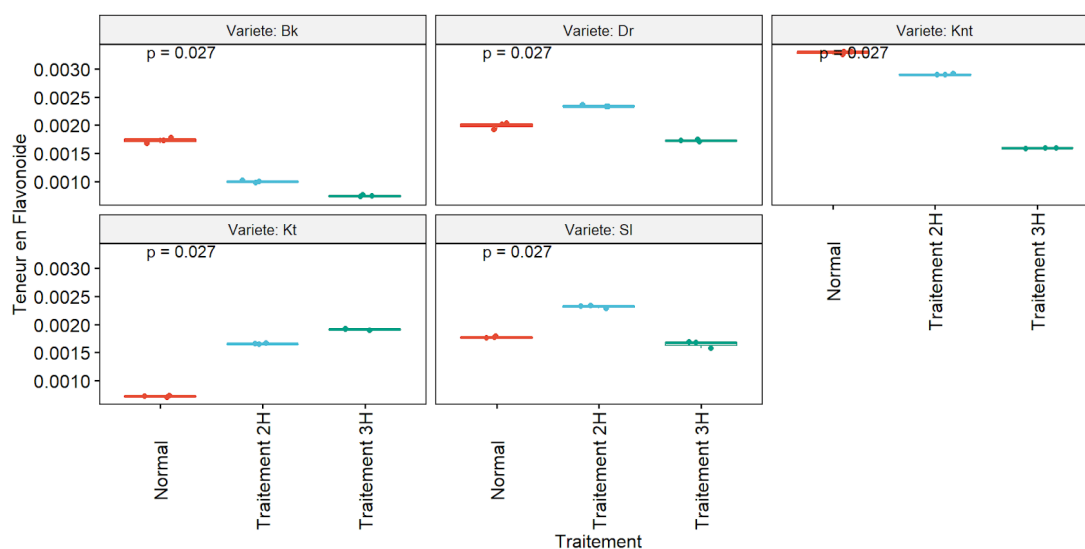 Variete: Bk
Variete: Dr
Variete: Knt
p = 0.027
p = 0.027
p = 0.027
0.0030
0.0025
0.0020
0.0015
0.0010
Variete: Kt
Variete: Sl
p = 0.027
p = 0.027
0.0030
0.0025
0.0020
0.0015
0.0010
Teneur en Flavonoide
Normal
Traitement 2H
Traitement 3H
Normal
Traitement 2H
Traitement 3H
Normal
Traitement 2H
Traitement 3H
Traitement